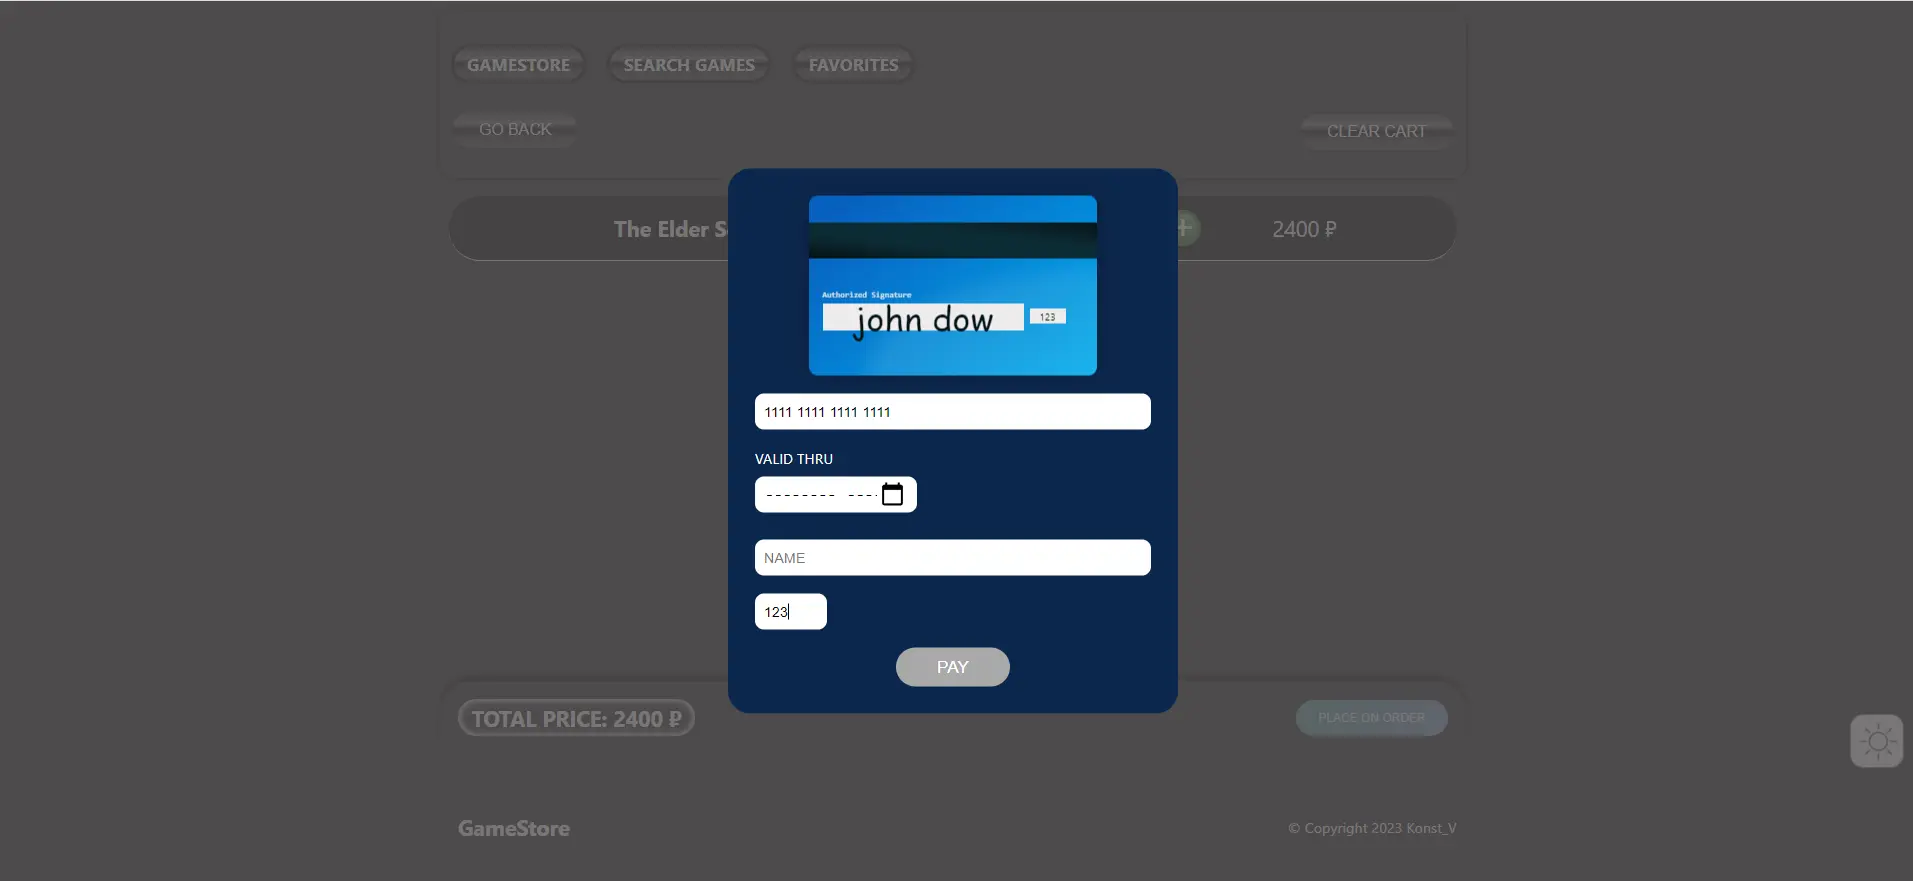 GAMESTORE SEARCH GAMES FAVORITES
GO BACK CLEAR CART
The Elder 2400 ₽
Authorized Signature
john dow 123
1111 1111 1111 1111
VALID THRU
-------- ----
NAME
123
PAY
TOTAL PRICE: 2400 ₽ PLACE ON ORDER
GameStore © Copyright 2023 Konst_V